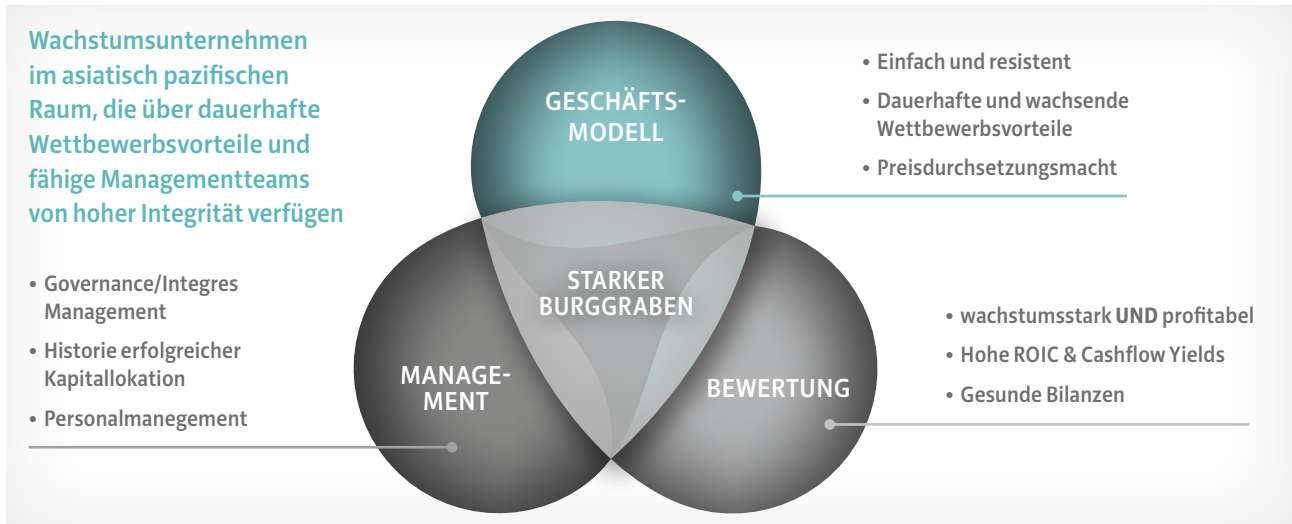 Wachstumsunternehmen
im asiatisch pazifischen
Raum, die über dauerhafte
Wettbewerbsvorteile und
fähige Managementteams
von hoher Integrität verfügen
• Governance/Integres
Management
• Historie erfolgreicher
Kapitallokation
• Personalmanegement
GESCHÄFTS-
MODELL
STARKER
BURGGRABEN
MANAGE-
MENT
BEWERTUNG
• Einfach und resistent
• Dauerhafte und wachsende
Wettbewerbsvorteile
• Preisdurchsetzungsmacht
• wachstumsstark UND profitabel
• Hohe ROIC & Cashflow Yields
• Gesunde Bilanzen